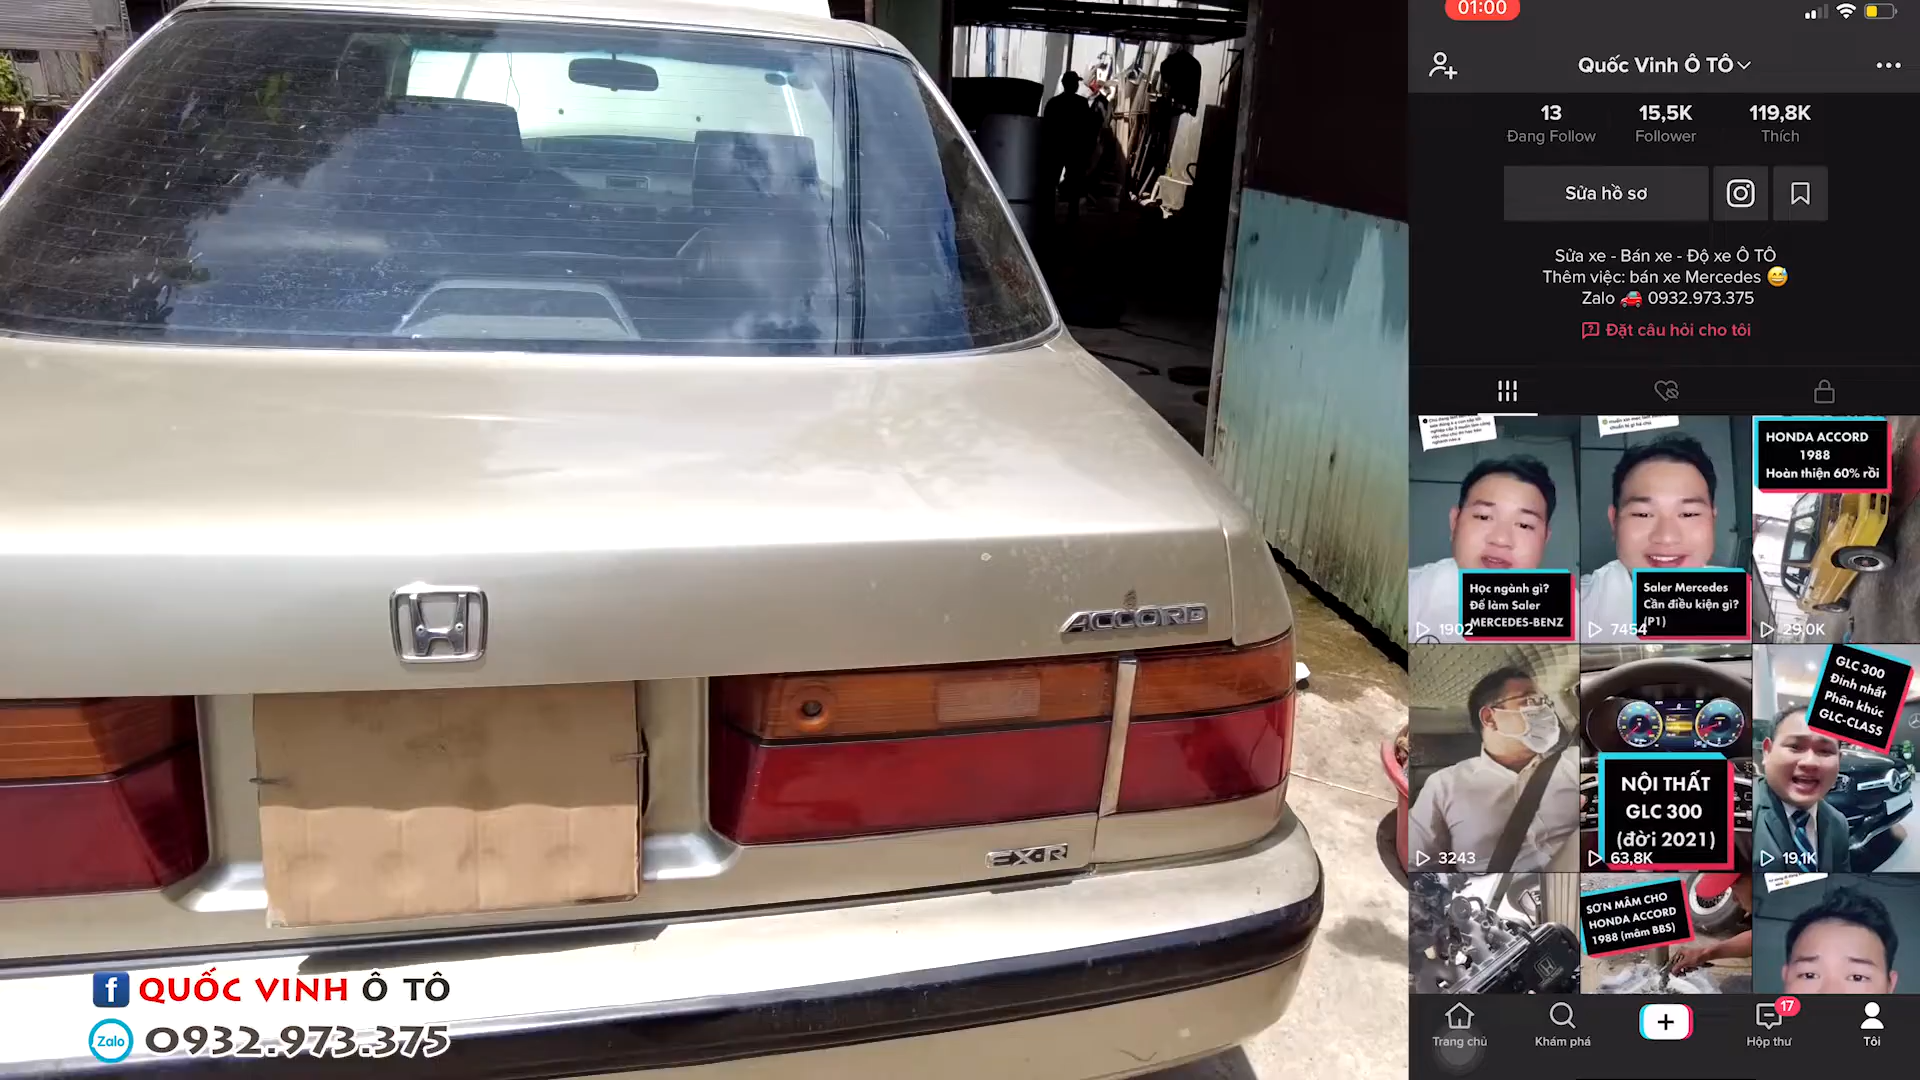 ACCORD
EX-R
f QUỐC VINH Ô TÔ
Zalo 0932.973.375
01:00
Quốc Vinh Ô TÔ
13
Đang Follow
15,5K
Follower
119,8K
Thích
Sửa hồ sơ
Sửa xe - Bán xe - Độ xe Ô TÔ
Thêm việc: bán xe Mercedes 😅
Zalo 🚗 0932.973.375
Đặt câu hỏi cho tôi
Học ngành gì?
Để làm Saler
MERCEDES-BENZ
1902
Saler Mercedes
Cần điều kiện gì?
(P1)
7454
HONDA ACCORD
1988
Hoàn thiện 60% rồi
29,0K
3243
NỘI THẤT
GLC 300
(đời 2021)
63,8K
GLC 300
Đỉnh nhất
Phân khúc
GLC-CLASS
19,1K
SƠN MÂM CHO
HONDA ACCORD
1988 (mâm BBS)
Trang chủ
Khám phá
17
Hộp thư
Tôi